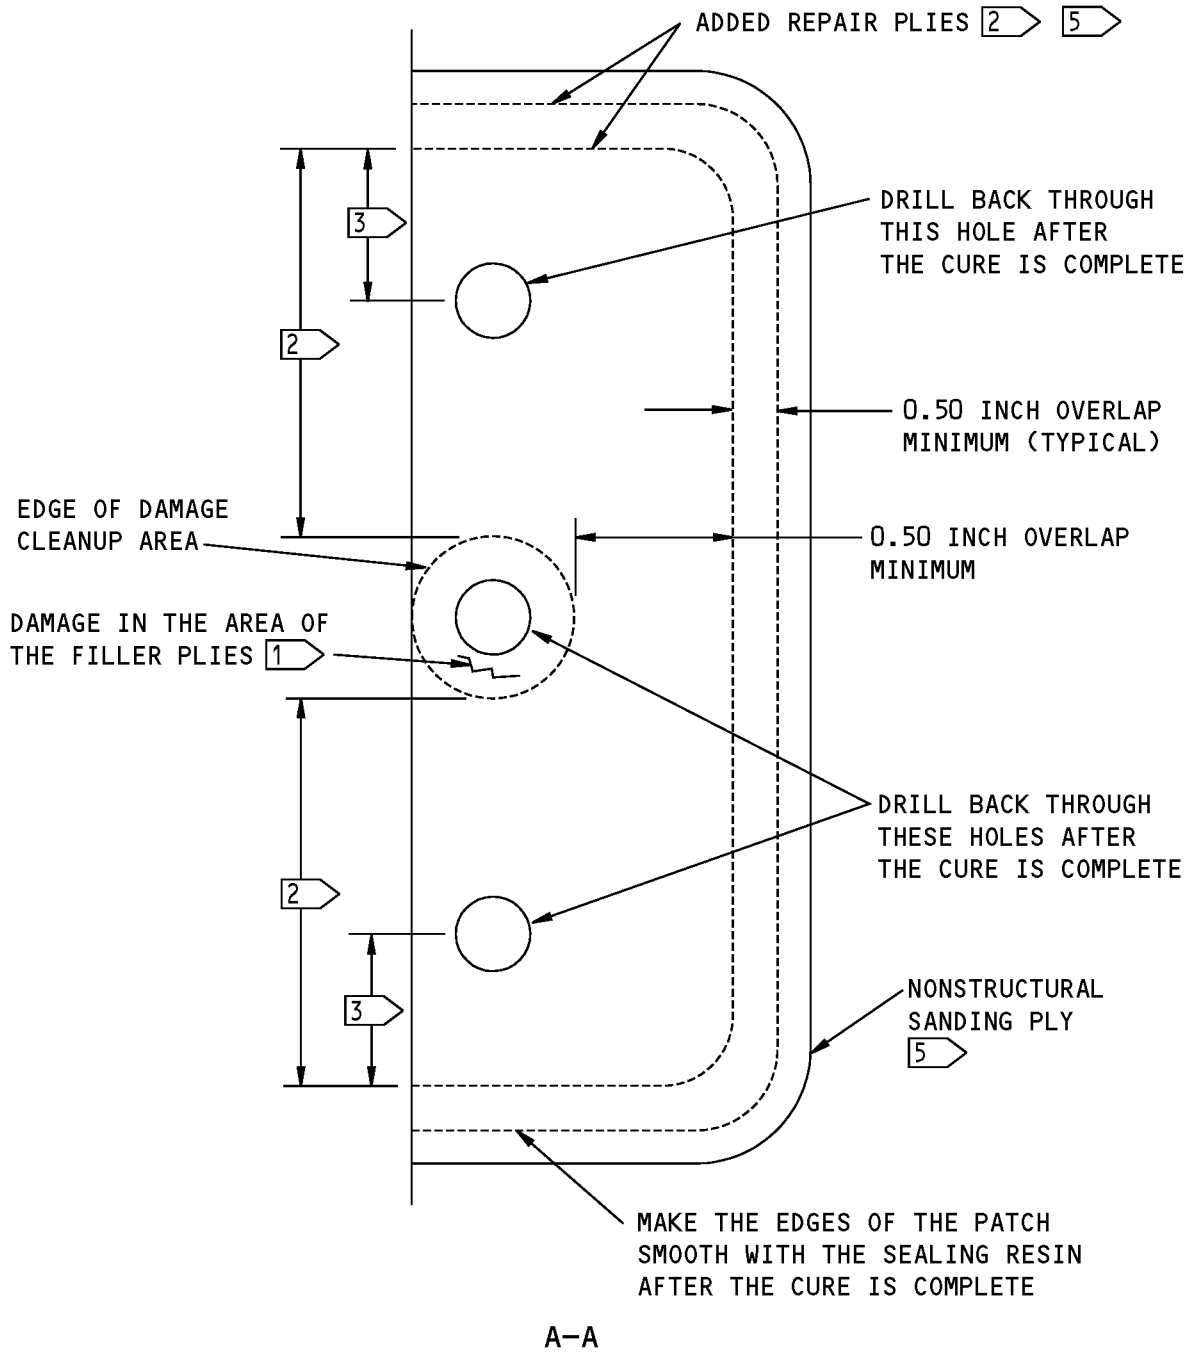 ADDED REPAIR PLIES 2 5
3
DRILL BACK THROUGH
THIS HOLE AFTER
THE CURE IS COMPLETE
2
0.50 INCH OVERLAP
MINIMUM (TYPICAL)
EDGE OF DAMAGE
CLEANUP AREA
0.50 INCH OVERLAP
MINIMUM
DAMAGE IN THE AREA OF
THE FILLER PLIES 1
DRILL BACK THROUGH
THESE HOLES AFTER
THE CURE IS COMPLETE
2
3
NONSTRUCTURAL
SANDING PLY
5
MAKE THE EDGES OF THE PATCH
SMOOTH WITH THE SEALING RESIN
AFTER THE CURE IS COMPLETE
A-A